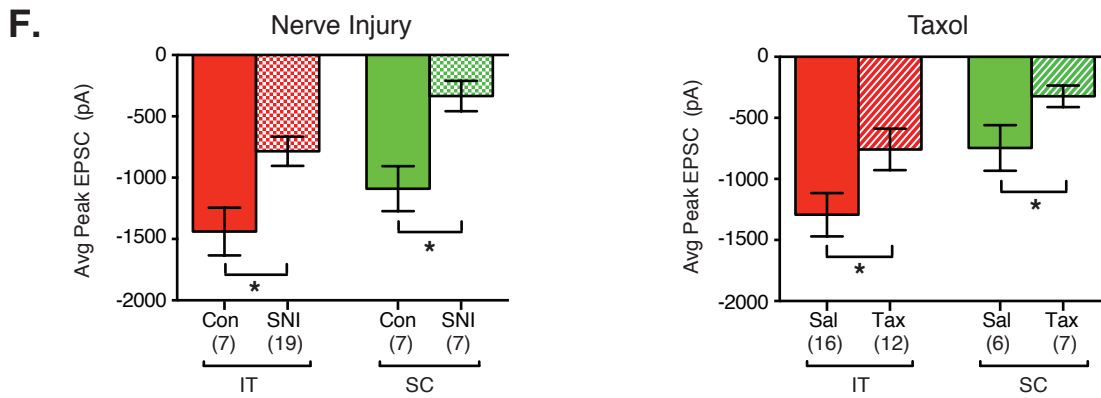 F.
Nerve Injury
Avg Peak EPSC (pA)
0
-500
-1000
-1500
-2000
*
*
Con SNI Con SNI
(7) (19) (7) (7)
IT SC
Taxol
Avg Peak EPSC (pA)
0
-500
-1000
-1500
-2000
*
*
Sal Tax Sal Tax
(16) (12) (6) (7)
IT SC